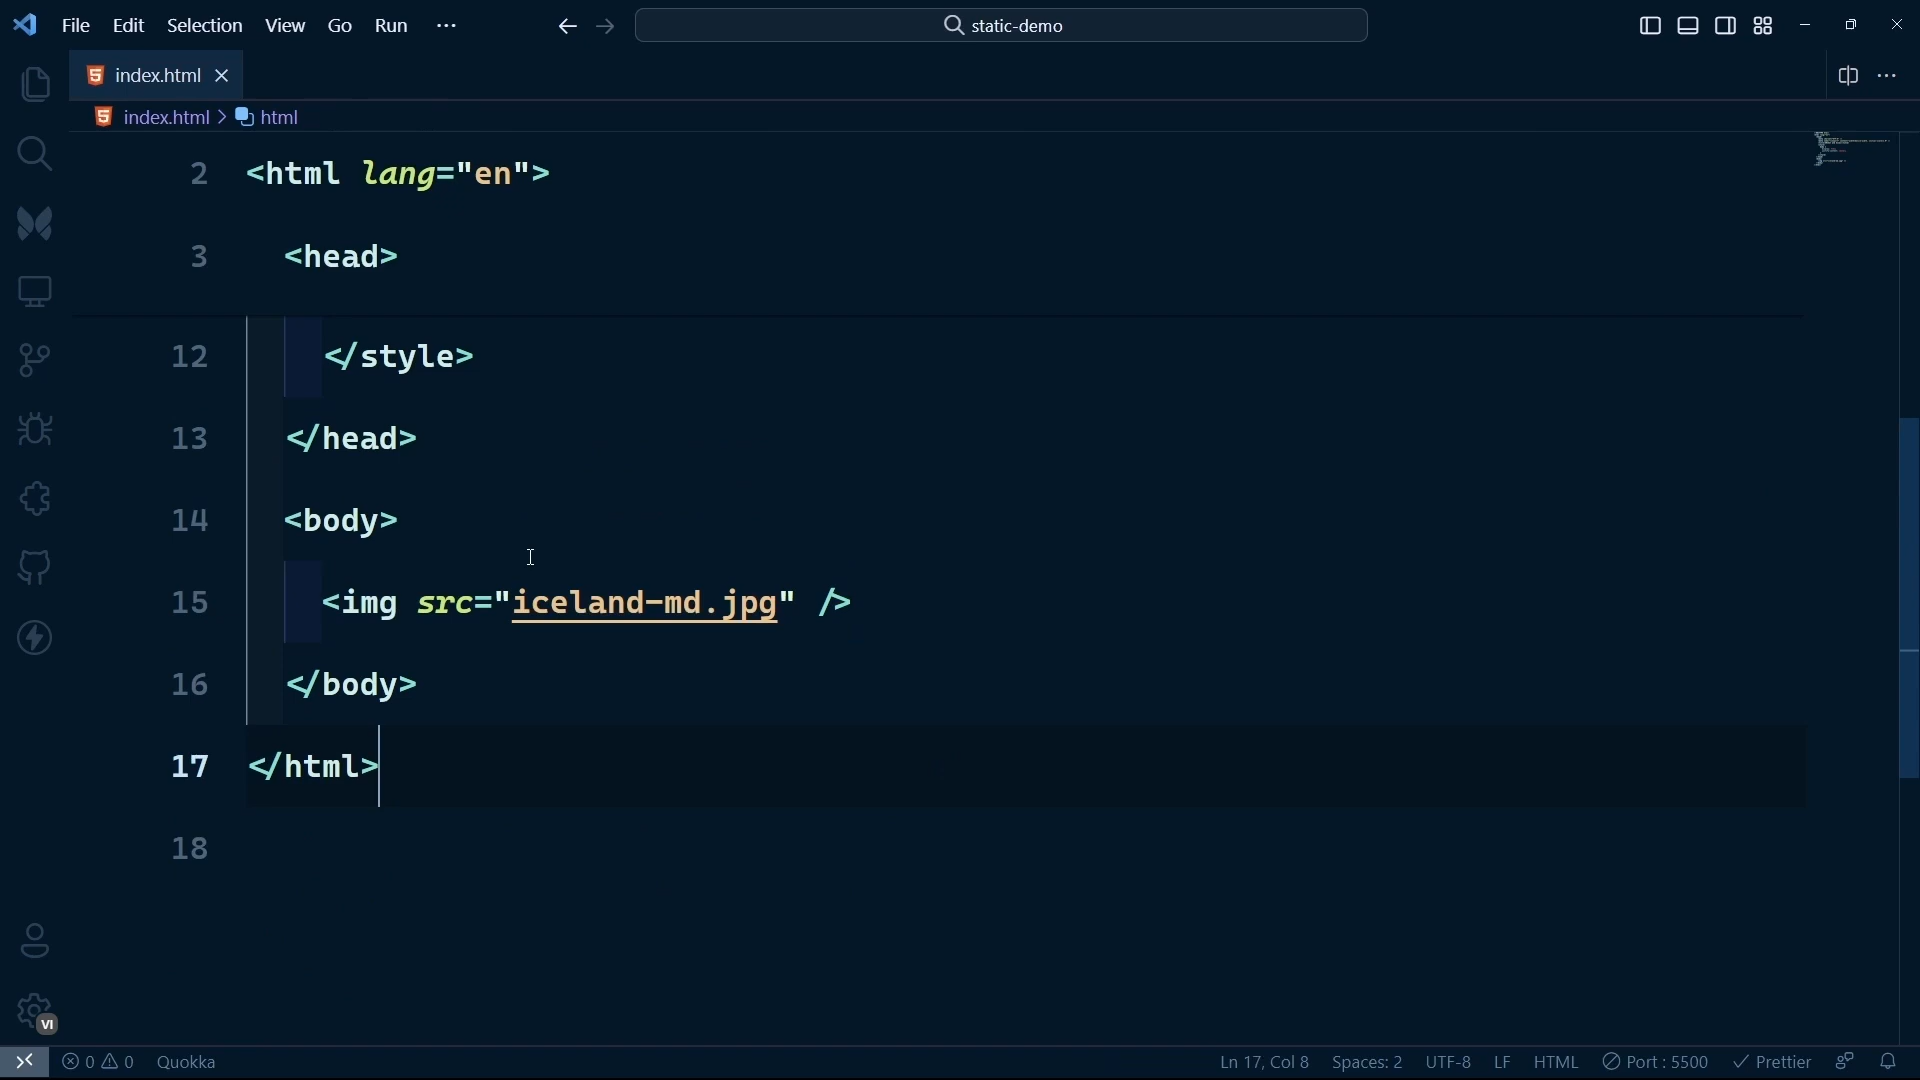 File Edit Selection View Go Run ··· static-demo
index.html
index.html > html
2 <html lang="en">
3 <head>
12 </style>
13 </head>
14 <body>
15 <img src="iceland-md.jpg" />
16 </body>
17 </html>
18
VI
0 0 Quokka Ln 17, Col 8 Spaces: 2 UTF-8 LF HTML Port : 5500 Prettier